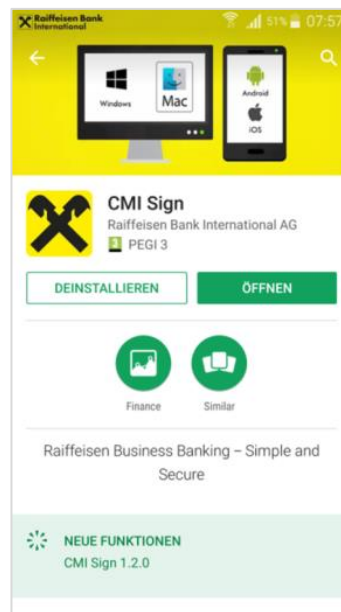 Raiffeisen Bank
International
51% 07:57
Windows
Mac
Android
iOS
CMI Sign
Raiffeisen Bank International AG
3 PEGI 3
DEINSTALLIEREN
ÖFFNEN
Finance
Similar
Raiffeisen Business Banking – Simple and
Secure
NEUE FUNKTIONEN
CMI Sign 1.2.0